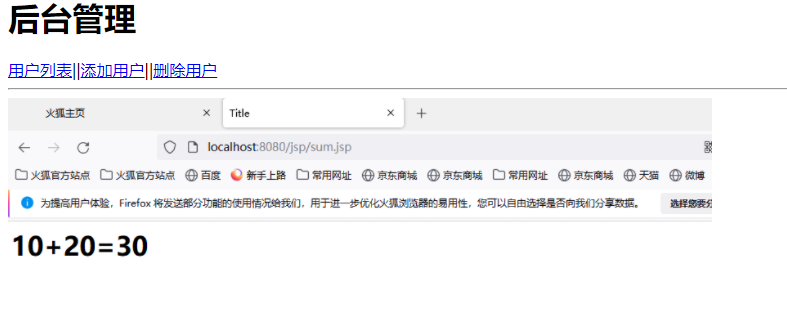 后台管理
用户列表||添加用户||删除用户
火狐主页 × Title × +
localhost:8080/jsp/sum.jsp
火狐官方站点 火狐官方站点 百度 新手上路 常用网址 京东商城 京东商城 常用网址 京东商城 天猫 微博
为提高用户体验，Firefox 将发送部分功能的使用情况给我们，用于进一步优化火狐浏览器的易用性，您可以自由选择是否向我们分享数据。 选择您要分
10+20=30